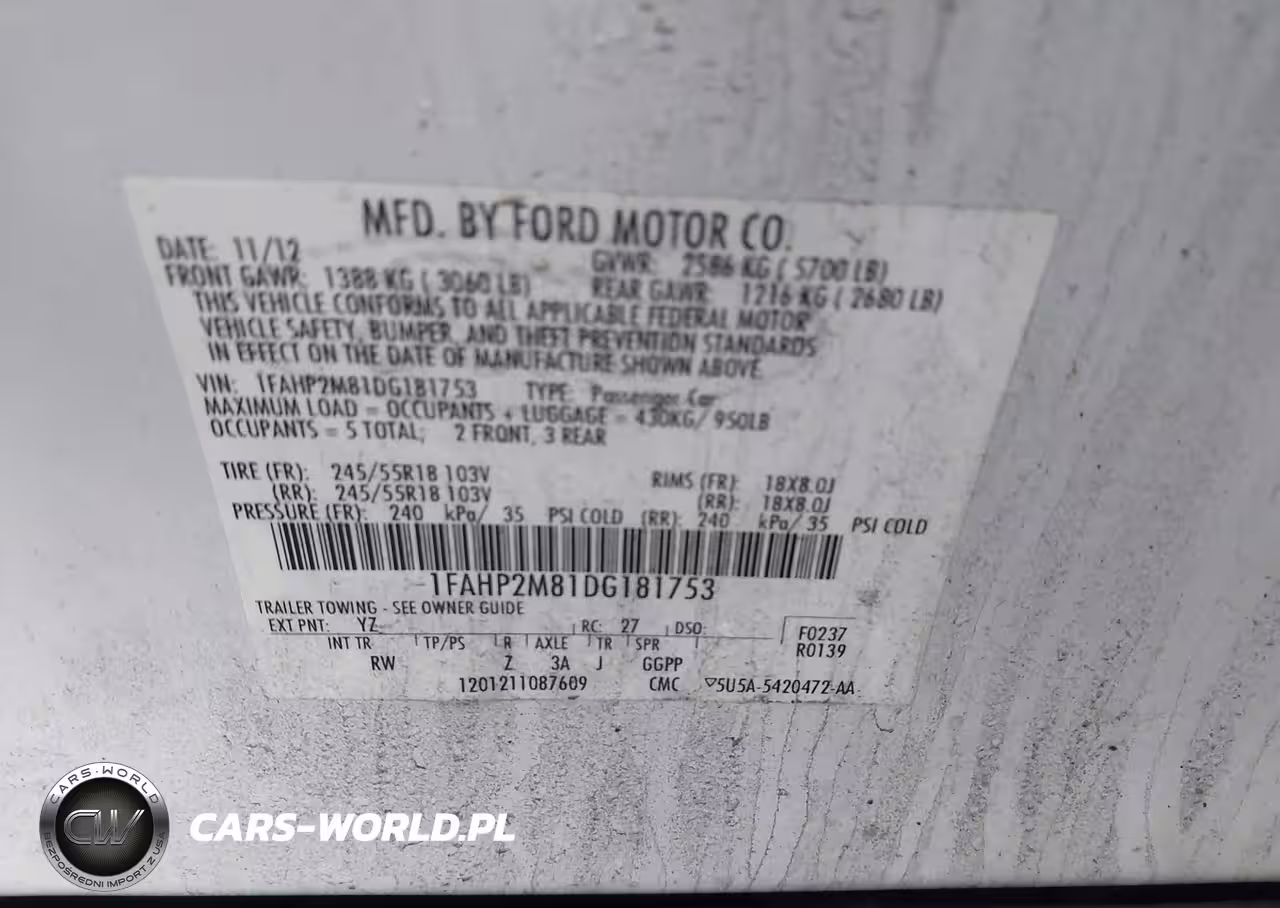 MFD. BY FORD MOTOR CO.
DATE: 11/12 GVWR: 2586 KG ( 5700 LB)
FRONT GAWR: 1388 KG ( 3060 LB) REAR GAWR: 1216 KG ( 2680 LB)
THIS VEHICLE CONFORMS TO ALL APPLICABLE FEDERAL MOTOR
VEHICLE SAFETY, BUMPER, AND THEFT PREVENTION STANDARDS
IN EFFECT ON THE DATE OF MANUFACTURE SHOWN ABOVE.
VIN: 1FAHP2M81DG181753 TYPE: Passenger Car
MAXIMUM LOAD = OCCUPANTS + LUGGAGE = 430KG/ 950LB
OCCUPANTS = 5 TOTAL; 2 FRONT, 3 REAR
TIRE (FR): 245/55R18 103V RIMS (FR): 18X8.0J
(RR): 245/55R18 103V (RR): 18X8.0J
PRESSURE (FR): 240 kPa/ 35 PSI COLD (RR): 240 kPa/ 35 PSI COLD
1FAHP2M81DG181753
TRAILER TOWING - SEE OWNER GUIDE
EXT PNT: YZ RC: 27 DSO: F0237
INT TR TP/PS R AXLE TR SPR R0139
RW Z 3A J GGPP
1201211087609 CMC ▽5U5A-5420472-AA
CARS-WORLD
CW
BEZPOŚREDNI IMPORT Z USA
CARS-WORLD.PL